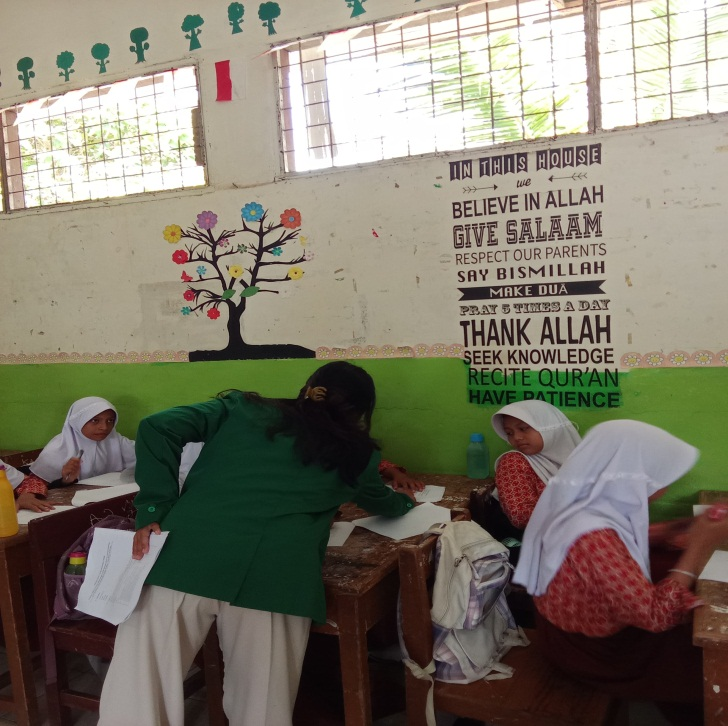 IN THIS HOUSE
we
BELIEVE IN ALLAH
GIVE SALAAM
RESPECT OUR PARENTS
SAY BISMILLAH
MAKE DUA
PRAY 5 TIMES A DAY
THANK ALLAH
SEEK KNOWLEDGE
RECITE QUR'AN
HAVE PATIENCE